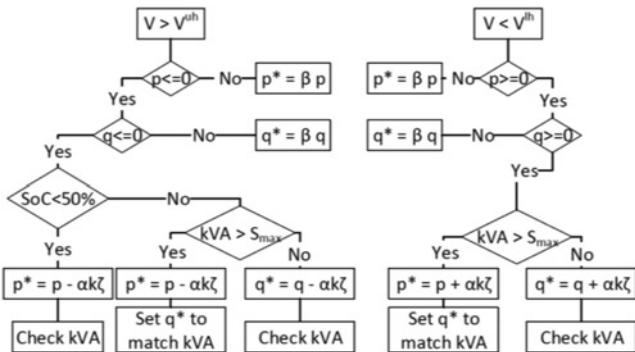 V > V^uh
p<=0
No
p* = β p
Yes
q<=0
No
q* = β q
Yes
SoC<50%
No
Yes
kVA > S_max
Yes
No
p* = p - αkζ
p* = p - αkζ
q* = q - αkζ
Check kVA
Set q* to
match kVA
Check kVA
V < V^lh
p* = β p
No
p>=0
Yes
q* = β q
No
q>=0
Yes
kVA > S_max
Yes
No
p* = p + αkζ
q* = q + αkζ
Set q* to
match kVA
Check kVA